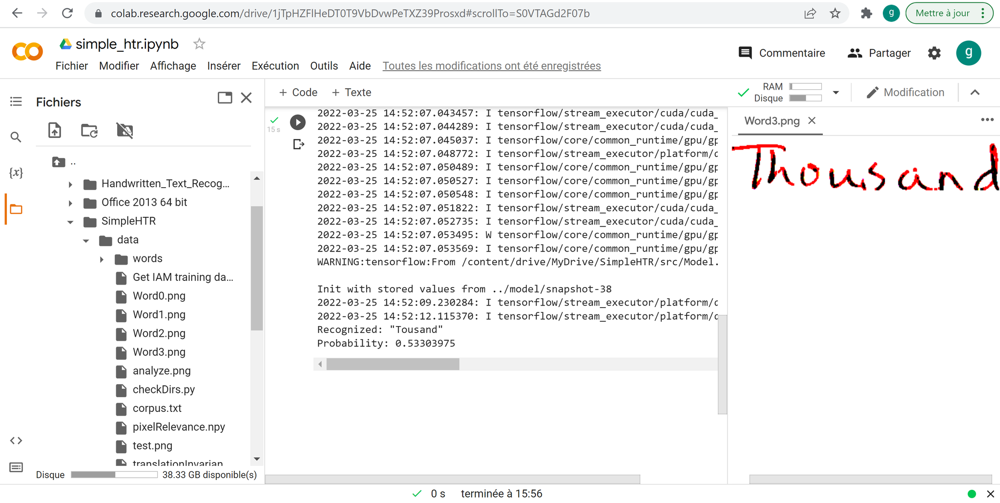 colab.research.google.com/drive/1jTpHZFlHeDT0T9VbDvwPeTXZ39Prosxd#scrollTo=S0VTAGd2F07b
g
Mettre à jour
simple_htr.ipynb
Commentaire
Partager
g
Fichier Modifier Affichage Insérer Exécution Outils Aide Toutes les modifications ont été enregistrées
Fichiers
+ Code + Texte
RAM
Disque
Modification
{x}
..
Handwritten_Text_Recog...
Office 2013 64 bit
SimpleHTR
data
words
Get IAM training da...
Word0.png
Word1.png
Word2.png
Word3.png
analyze.png
checkDirs.py
corpus.txt
pixelRelevance.npy
test.png
translationInvarian
Disque 38.33 GB disponible(s)
15 s
2022-03-25 14:52:07.043457: I tensorflow/stream_executor/cuda/cuda_
2022-03-25 14:52:07.044289: I tensorflow/stream_executor/cuda/cuda_
2022-03-25 14:52:07.045037: I tensorflow/core/common_runtime/gpu/gp
2022-03-25 14:52:07.048772: I tensorflow/stream_executor/platform/d
2022-03-25 14:52:07.050489: I tensorflow/core/common_runtime/gpu/gp
2022-03-25 14:52:07.050527: I tensorflow/core/common_runtime/gpu/gp
2022-03-25 14:52:07.050548: I tensorflow/core/common_runtime/gpu/gp
2022-03-25 14:52:07.051822: I tensorflow/stream_executor/cuda/cuda_
2022-03-25 14:52:07.052735: I tensorflow/stream_executor/cuda/cuda_
2022-03-25 14:52:07.053495: W tensorflow/core/common_runtime/gpu/gp
2022-03-25 14:52:07.053569: I tensorflow/core/common_runtime/gpu/gp
WARNING:tensorflow:From /content/drive/MyDrive/SimpleHTR/src/Model.
Init with stored values from ../model/snapshot-38
2022-03-25 14:52:09.230284: I tensorflow/stream_executor/platform/d
2022-03-25 14:52:12.115370: I tensorflow/stream_executor/platform/d
Recognized: "Tousand"
Probability: 0.53303975
Word3.png
Thousand
0 s terminée à 15:56